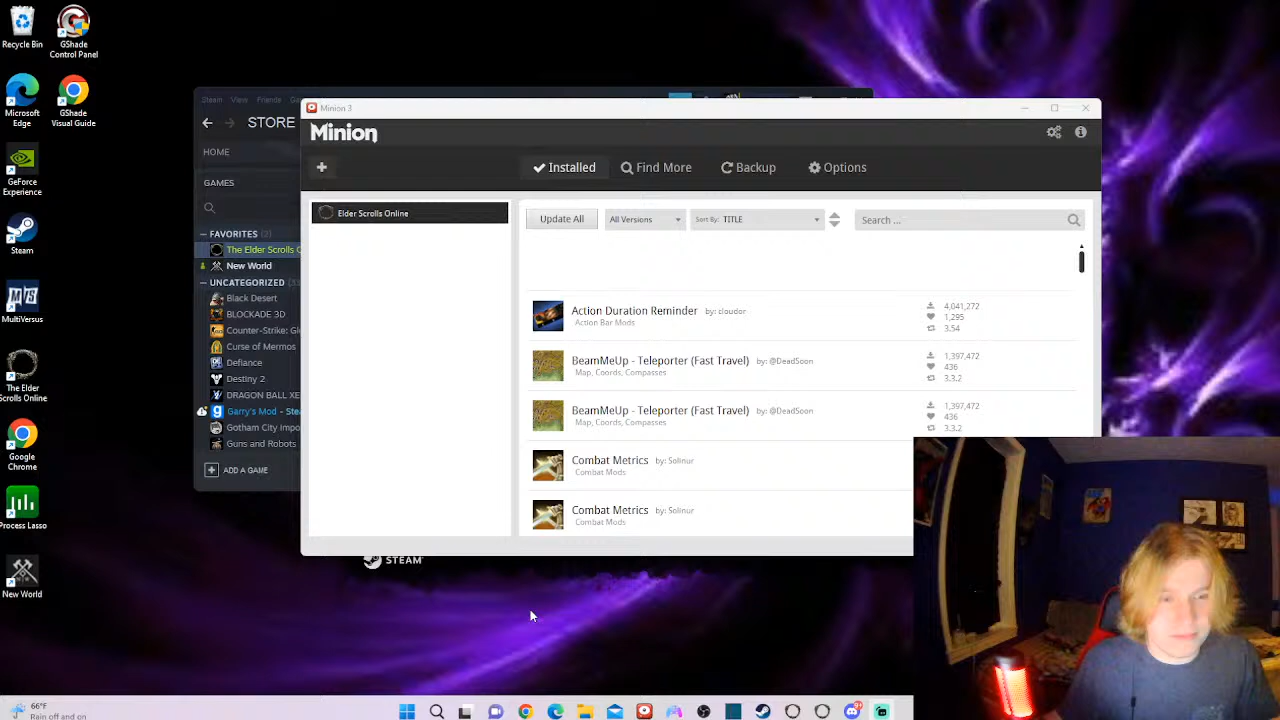 Recycle Bin
GShade
Control Panel
Microsoft
Edge
GShade
Visual Guide
GeForce
Experience
Steam
MultiVersus
The Elder
Scrolls Online
Google
Chrome
Process Lasso
New World
Steam View Friends
STORE
HOME
GAMES
FAVORITES
The Elder Scrolls O
New World
UNCATEGORIZED
Black Desert
BLOCKADE 3D
Counter-Strike: Gl
Curse of Mermos
Defiance
Destiny 2
DRAGON BALL XE
Garry's Mod - Stea
Gotham City Impo
Guns and Robots
ADD A GAME
STEAM
Minion 3
Minion
Installed
Find More
Backup
Options
Elder Scrolls Online
Update All
All Versions
Sort By: TITLE
Search ...
Action Duration Reminder by: cloudor
Action Bar Mods
4,041,272
1,295
3.54
BeamMeUp - Teleporter (Fast Travel) by: @DeadSoon
Map, Coords, Compasses
1,397,472
436
3.3.2
BeamMeUp - Teleporter (Fast Travel) by: @DeadSoon
Map, Coords, Compasses
1,397,472
436
3.3.2
Combat Metrics by: Solinur
Combat Mods
Combat Metrics by: Solinur
Combat Mods
66°F
Rain off and on